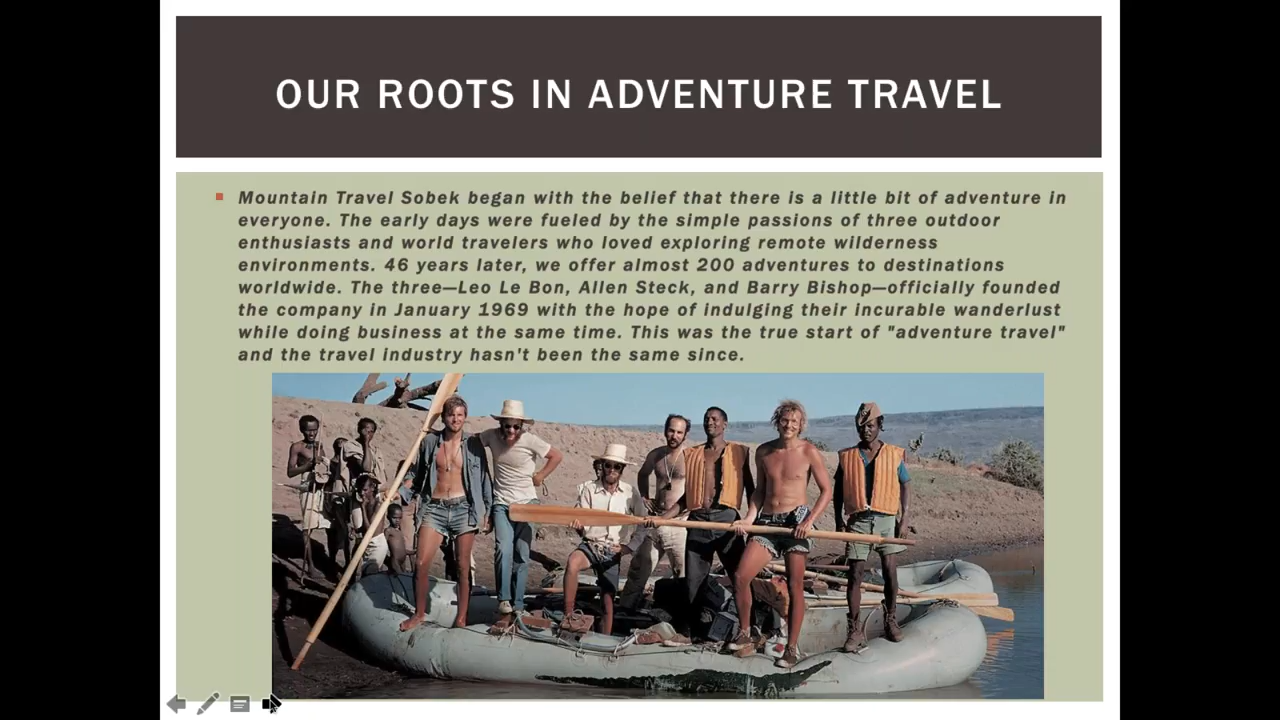 OUR ROOTS IN ADVENTURE TRAVEL
Mountain Travel Sobek began with the belief that there is a little bit of adventure in
everyone. The early days were fueled by the simple passions of three outdoor
enthusiasts and world travelers who loved exploring remote wilderness
environments. 46 years later, we offer almost 200 adventures to destinations
worldwide. The three—Leo Le Bon, Allen Steck, and Barry Bishop—officially founded
the company in January 1969 with the hope of indulging their incurable wanderlust
while doing business at the same time. This was the true start of "adventure travel"
and the travel industry hasn't been the same since.